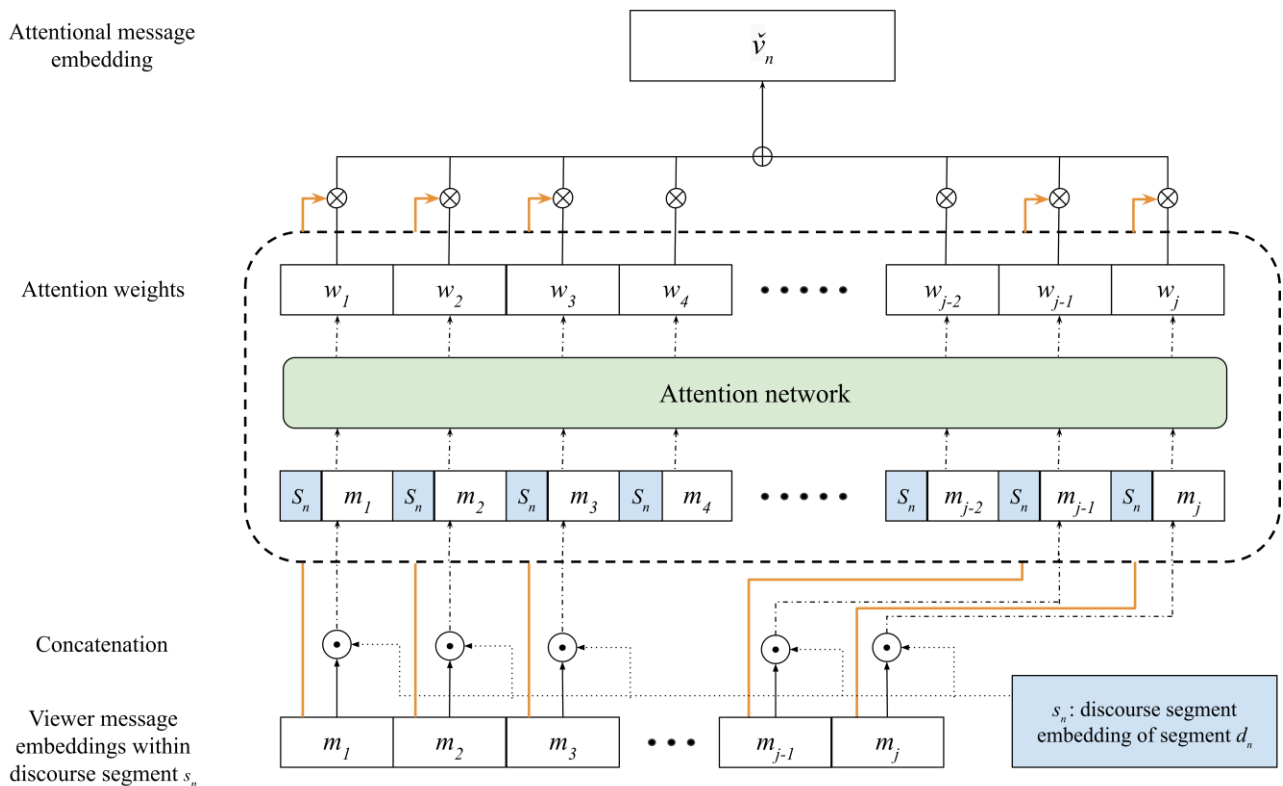 Attentional message
embedding
v̌n
Attention weights
w1 w2 w3 w4 ••••• wj-2 wj-1 wj
Attention network
Sn m1 Sn m2 Sn m3 Sn m4 ••••• Sn mj-2 Sn mj-1 Sn mj
Concatenation
Viewer message
embeddings within
discourse segment sn
m1 m2 m3 ••• mj-1 mj
sn: discourse segment
embedding of segment dn